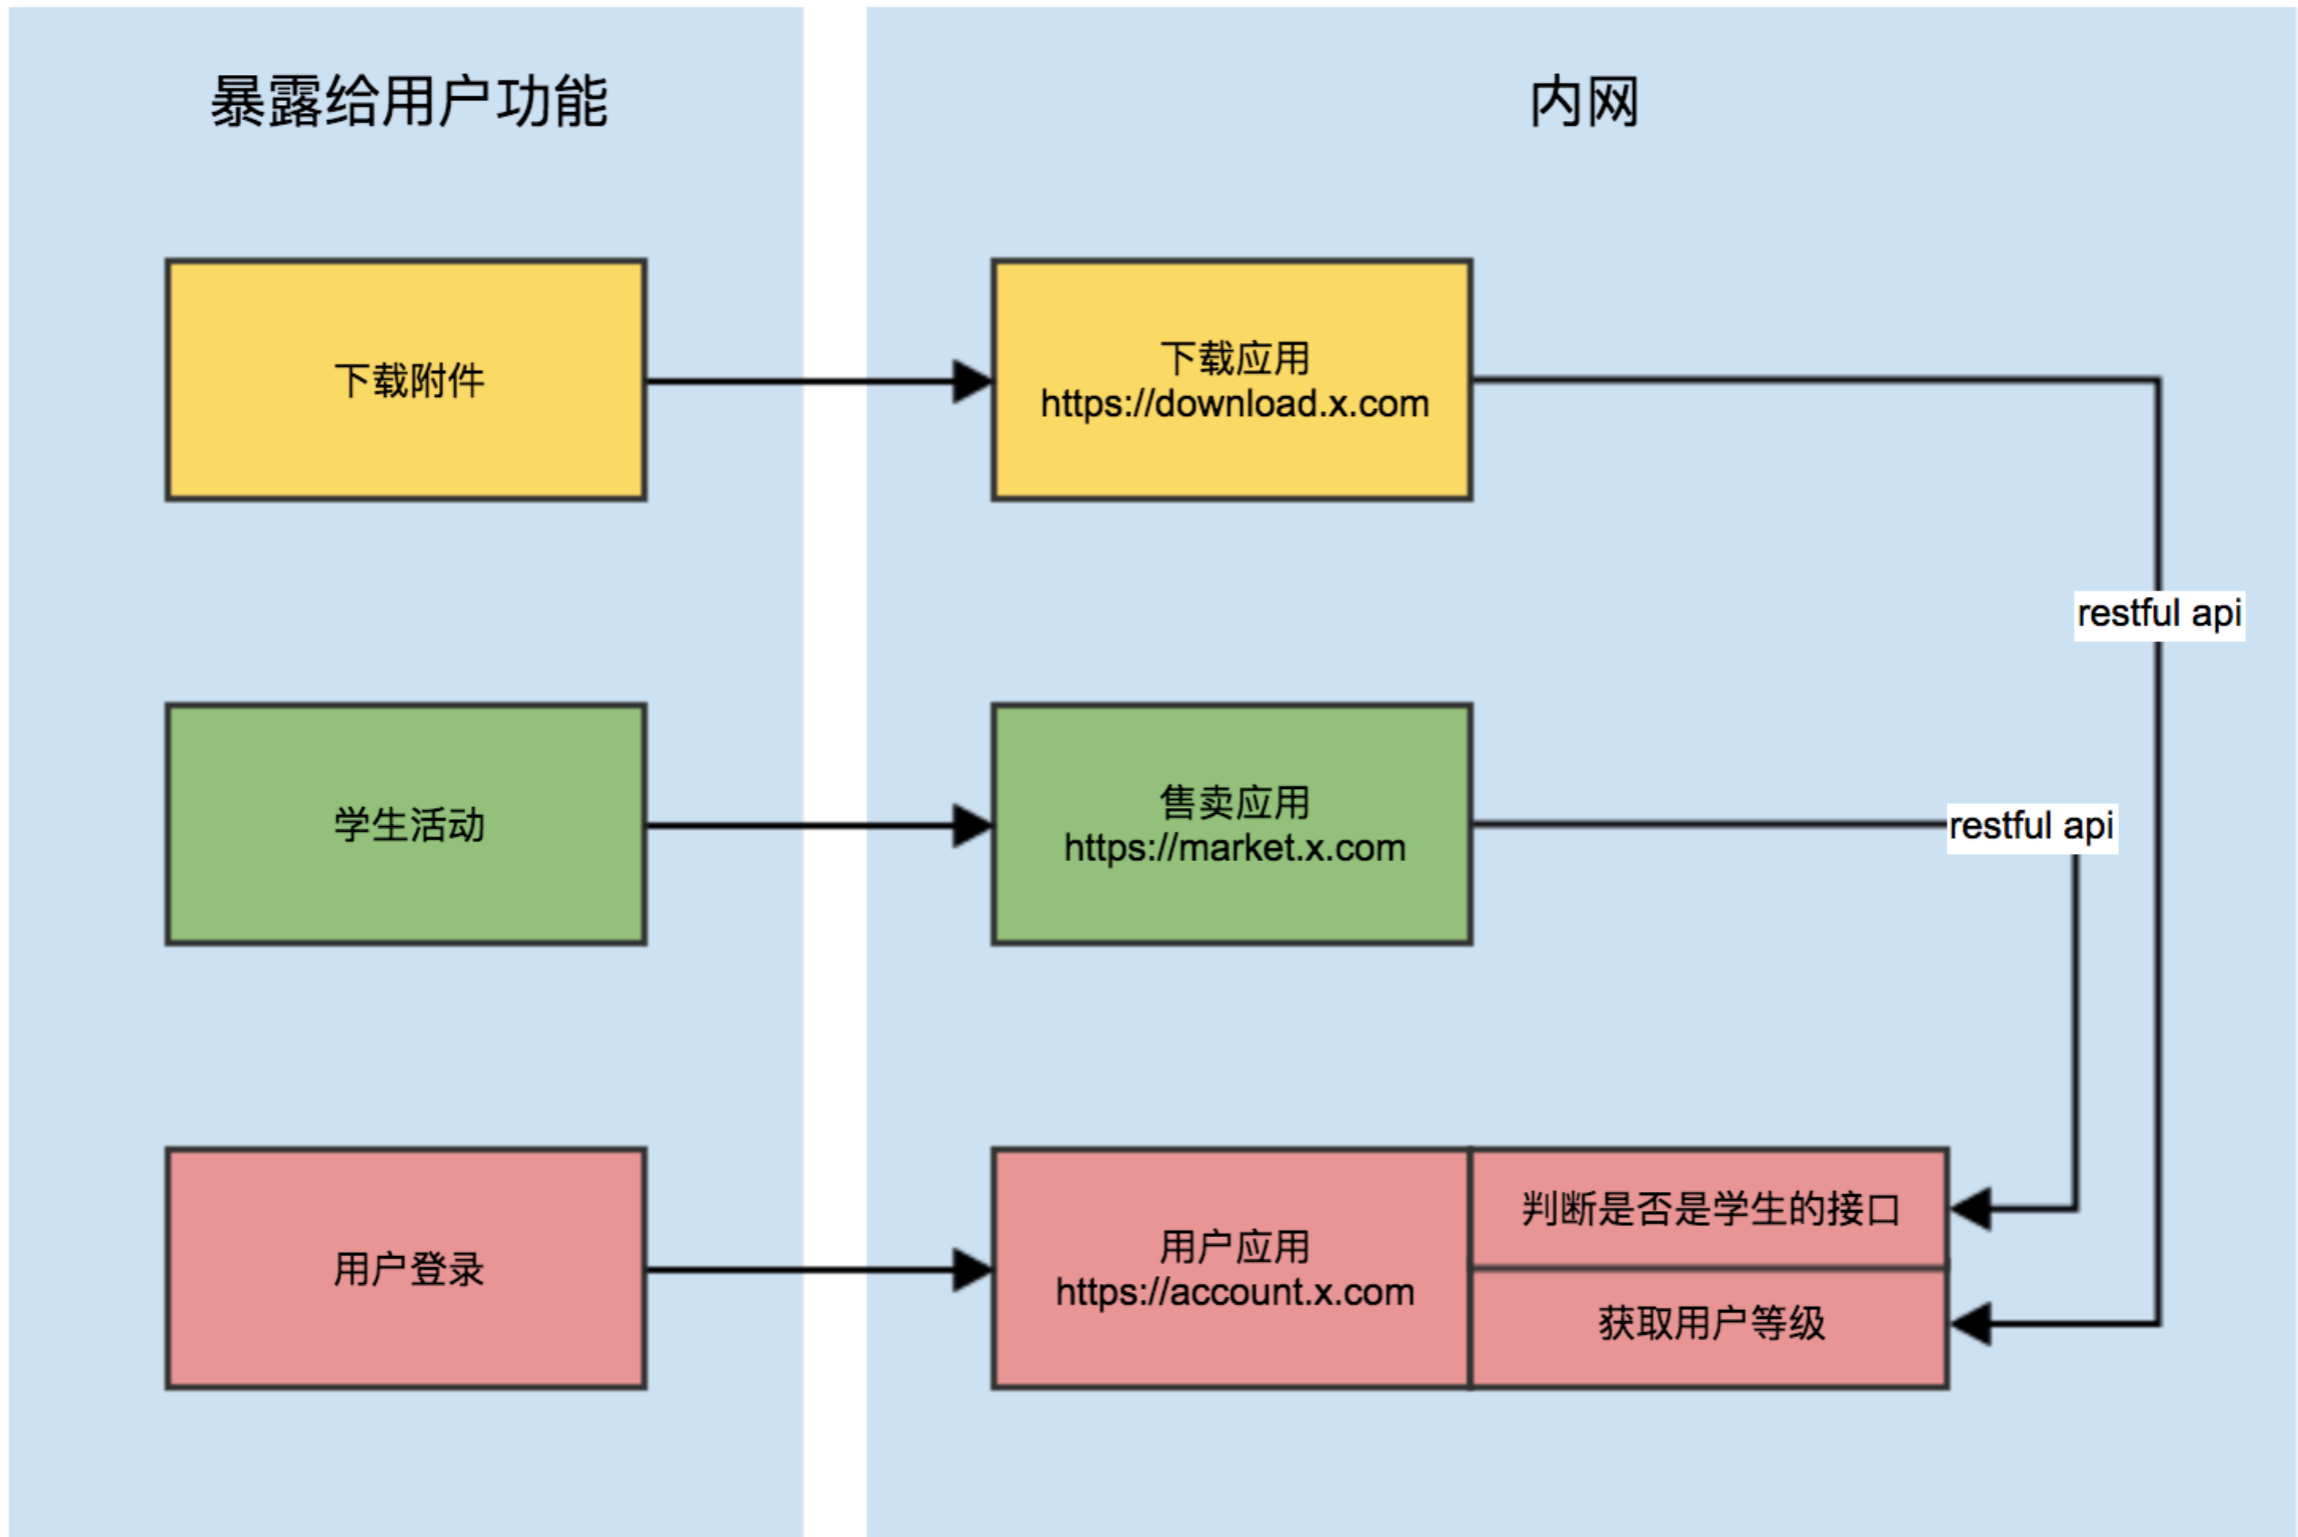 暴露给用户功能
内网
下载附件
下载应用
https://download.x.com
restful api
学生活动
售卖应用
https://market.x.com
restful api
用户登录
用户应用
https://account.x.com
判断是否是学生的接口
获取用户等级